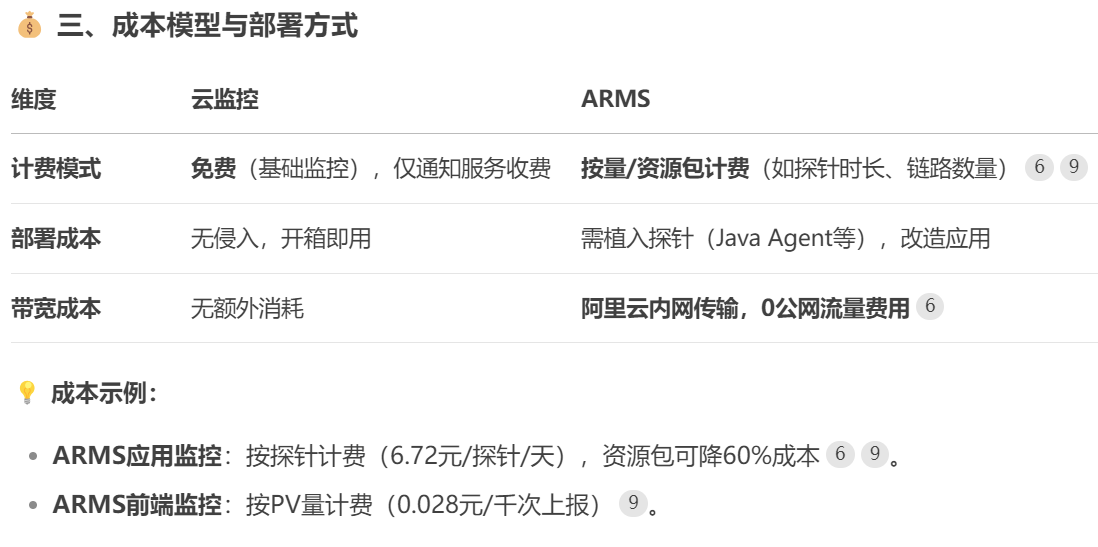 💰 三、成本模型与部署方式
维度 云监控 ARMS
计费模式 免费（基础监控），仅通知服务收费 按量/资源包计费（如探针时长、链路数量） 6 9
部署成本 无侵入，开箱即用 需植入探针（Java Agent等），改造应用
带宽成本 无额外消耗 阿里云内网传输，0公网流量费用 6
💡 成本示例：
• ARMS应用监控：按探针计费（6.72元/探针/天），资源包可降60%成本 6 9 。
• ARMS前端监控：按PV量计费（0.028元/千次上报） 9 。